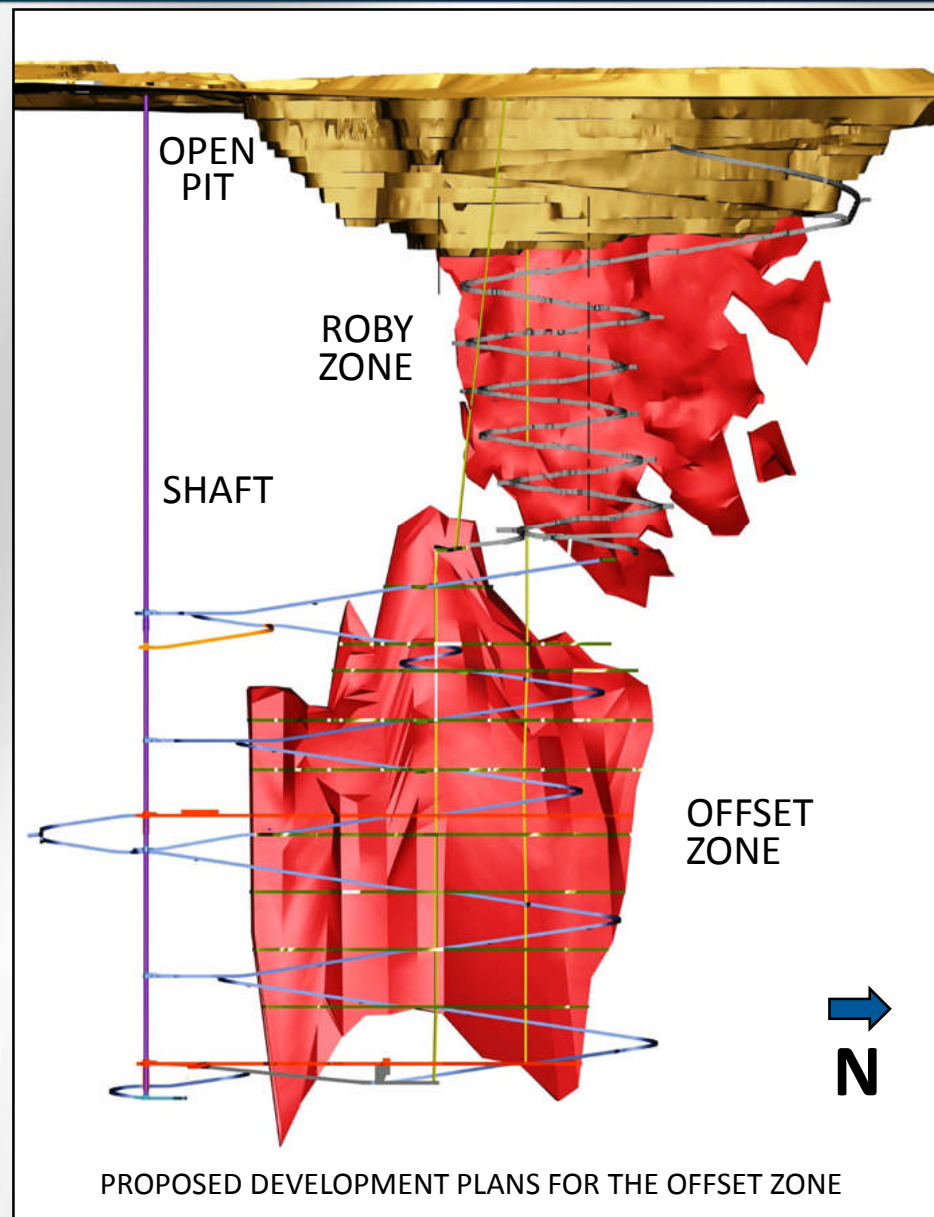 OPEN
PIT
ROBY
ZONE
SHAFT
OFFSET
ZONE
N
PROPOSED DEVELOPMENT PLANS FOR THE OFFSET ZONE